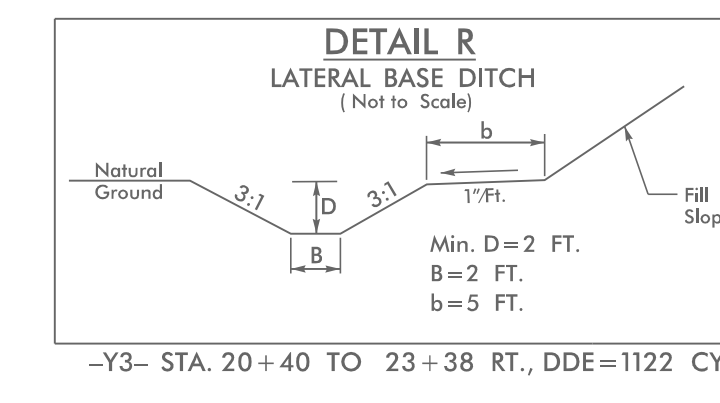 DETAIL R
LATERAL BASE DITCH
( Not to Scale)
b
Natural
Ground
3:1
D
3:1
1"/Ft.
Fill
B
Min. D=2 FT.
B=2 FT.
b=5 FT.
–Y3– STA. 20+40 TO 23+38 RT., DDE=1122 CY